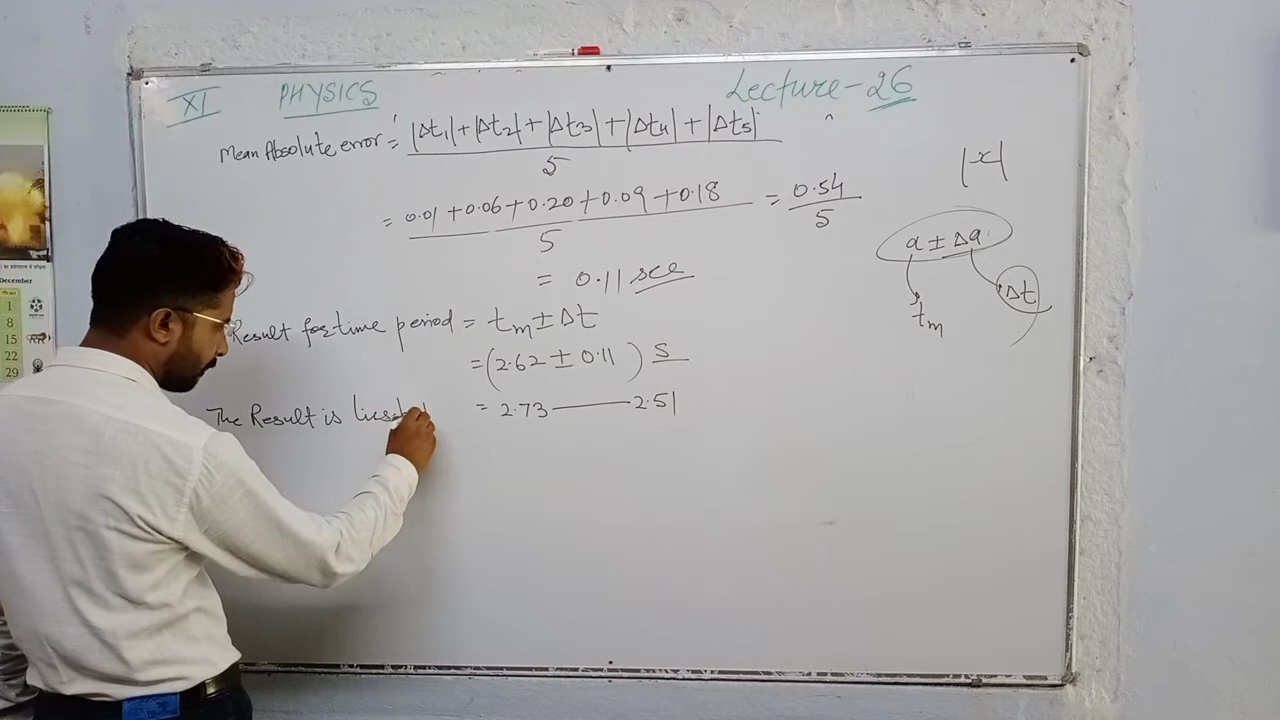 XI PHYSICS Lecture-26
Mean Absolute error = |Δt₁|+|Δt₂|+|Δt₃|+|Δt₄|+|Δt₅|
5
= 0.01+0.06+0.20+0.09+0.18 = 0.54
5 5
= 0.11 sce
|x|
a ± Δa
Δt
tm
Result for time period = tm ± Δt
= (2.62 ± 0.11) S
The Result is lies = 2.73 — 2.51
December
1
8
15
22
29